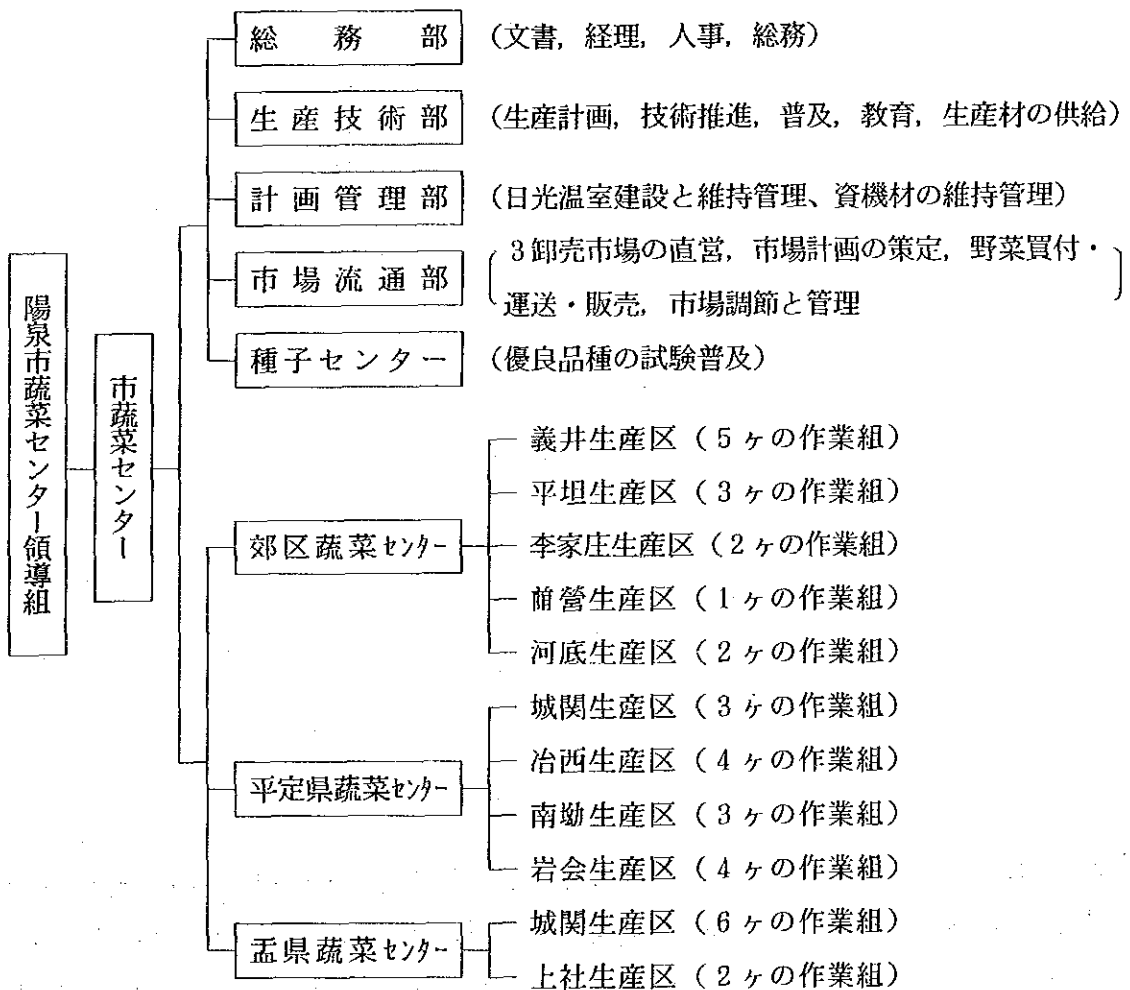 総務部 (文書, 経理, 人事, 総務)
生産技術部 (生産計画, 技術推進, 普及, 教育, 生産材の供給)
計画管理部 (日光温室建設と維持管理、資機材の維持管理)
市場流通部 3卸売市場の直営, 市場計画の策定, 野菜買付・
運送・販売, 市場調節と管理
種子センター (優良品種の試験普及)
陽泉市蔬菜センター領導組
市蔬菜センター
郊区蔬菜センター
義井生産区 (5ヶの作業組)
平坦生産区 (3ヶの作業組)
李家庄生産区 (2ヶの作業組)
前營生産区 (1ヶの作業組)
河底生産区 (2ヶの作業組)
平定県蔬菜センター
城関生産区 (3ヶの作業組)
冶西生産区 (4ヶの作業組)
南坳生産区 (3ヶの作業組)
岩会生産区 (4ヶの作業組)
盂県蔬菜センター
城関生産区 (6ヶの作業組)
上社生産区 (2ヶの作業組)